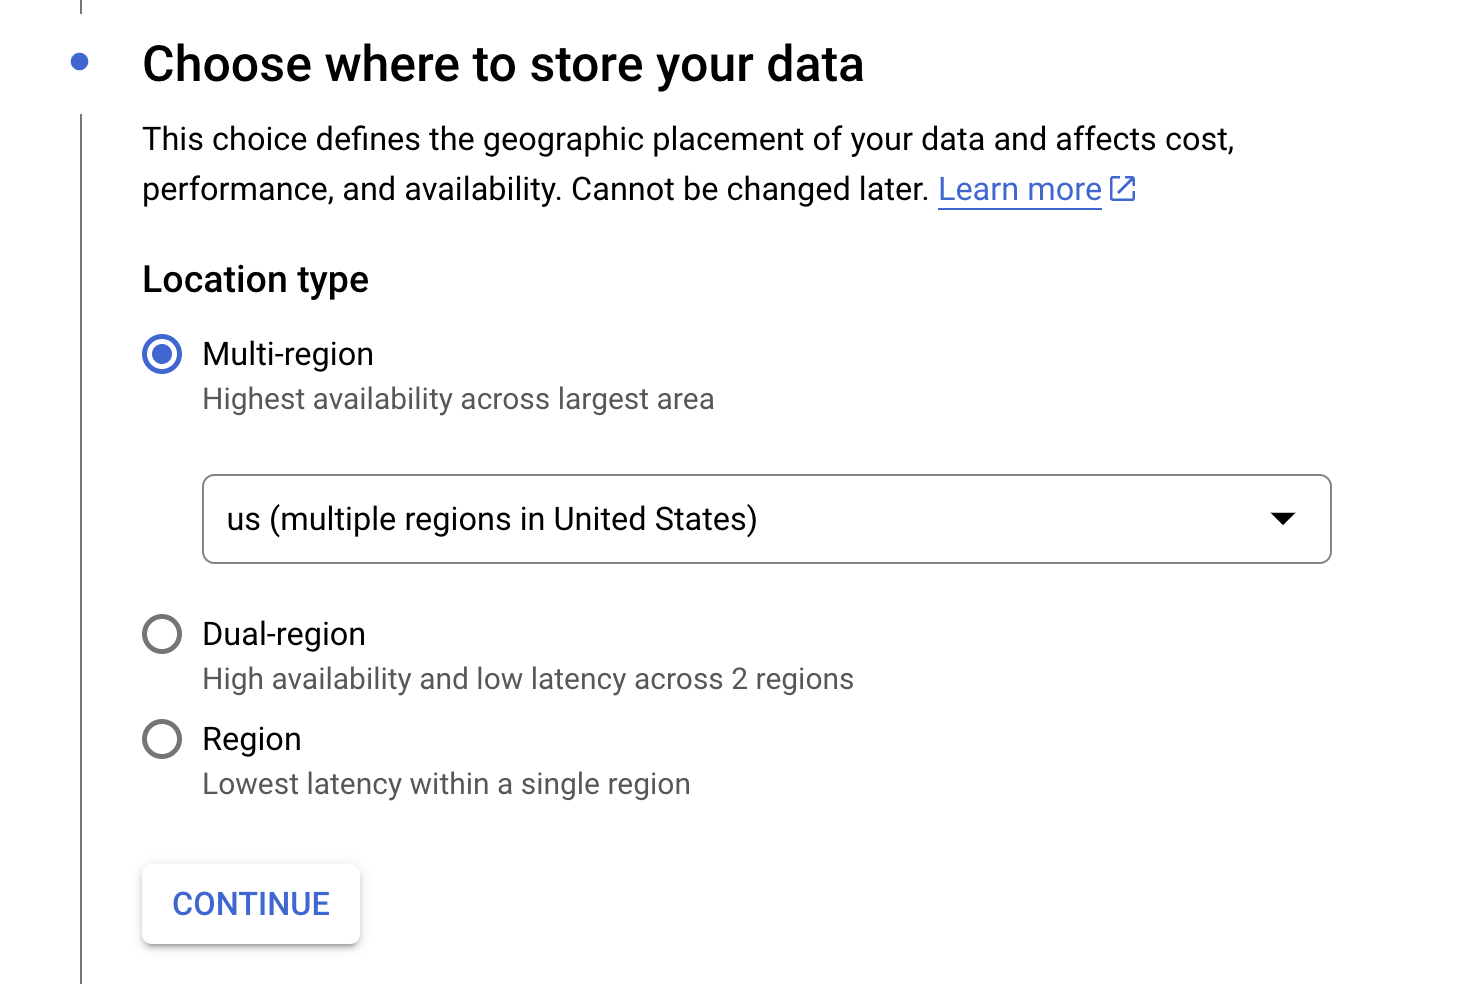 Choose where to store your data
This choice defines the geographic placement of your data and affects cost,
performance, and availability. Cannot be changed later. Learn more
Location type
Multi-region
Highest availability across largest area
us (multiple regions in United States)
Dual-region
High availability and low latency across 2 regions
Region
Lowest latency within a single region
CONTINUE